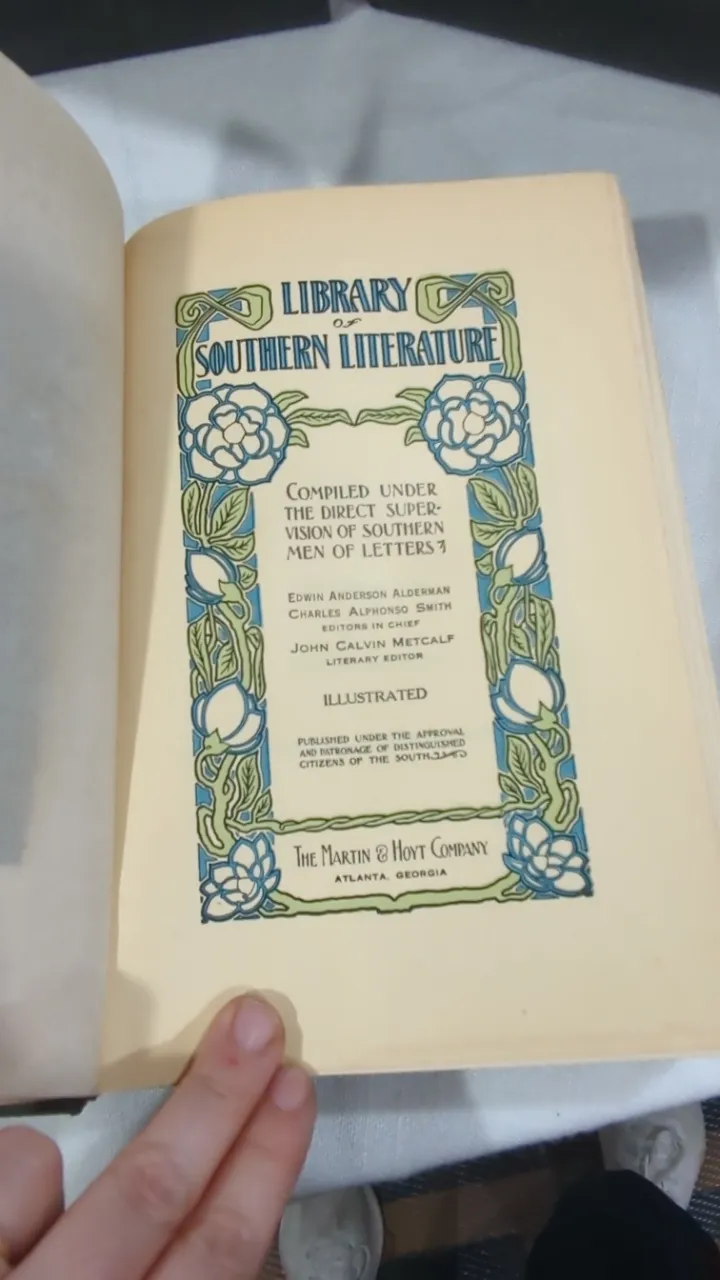 LIBRARY
OF
SOUTHERN LITERATURE
COMPILED UNDER
THE DIRECT SUPER-
VISION OF SOUTHERN
MEN OF LETTERS
EDWIN ANDERSON ALDERMAN
CHARLES ALPHONSO SMITH
EDITORS IN CHIEF
JOHN CALVIN METCALF
LITERARY EDITOR
ILLUSTRATED
PUBLISHED UNDER THE APPROVAL
AND PATRONAGE OF DISTINGUISHED
CITIZENS OF THE SOUTH.
THE MARTIN & HOYT COMPANY
ATLANTA, GEORGIA